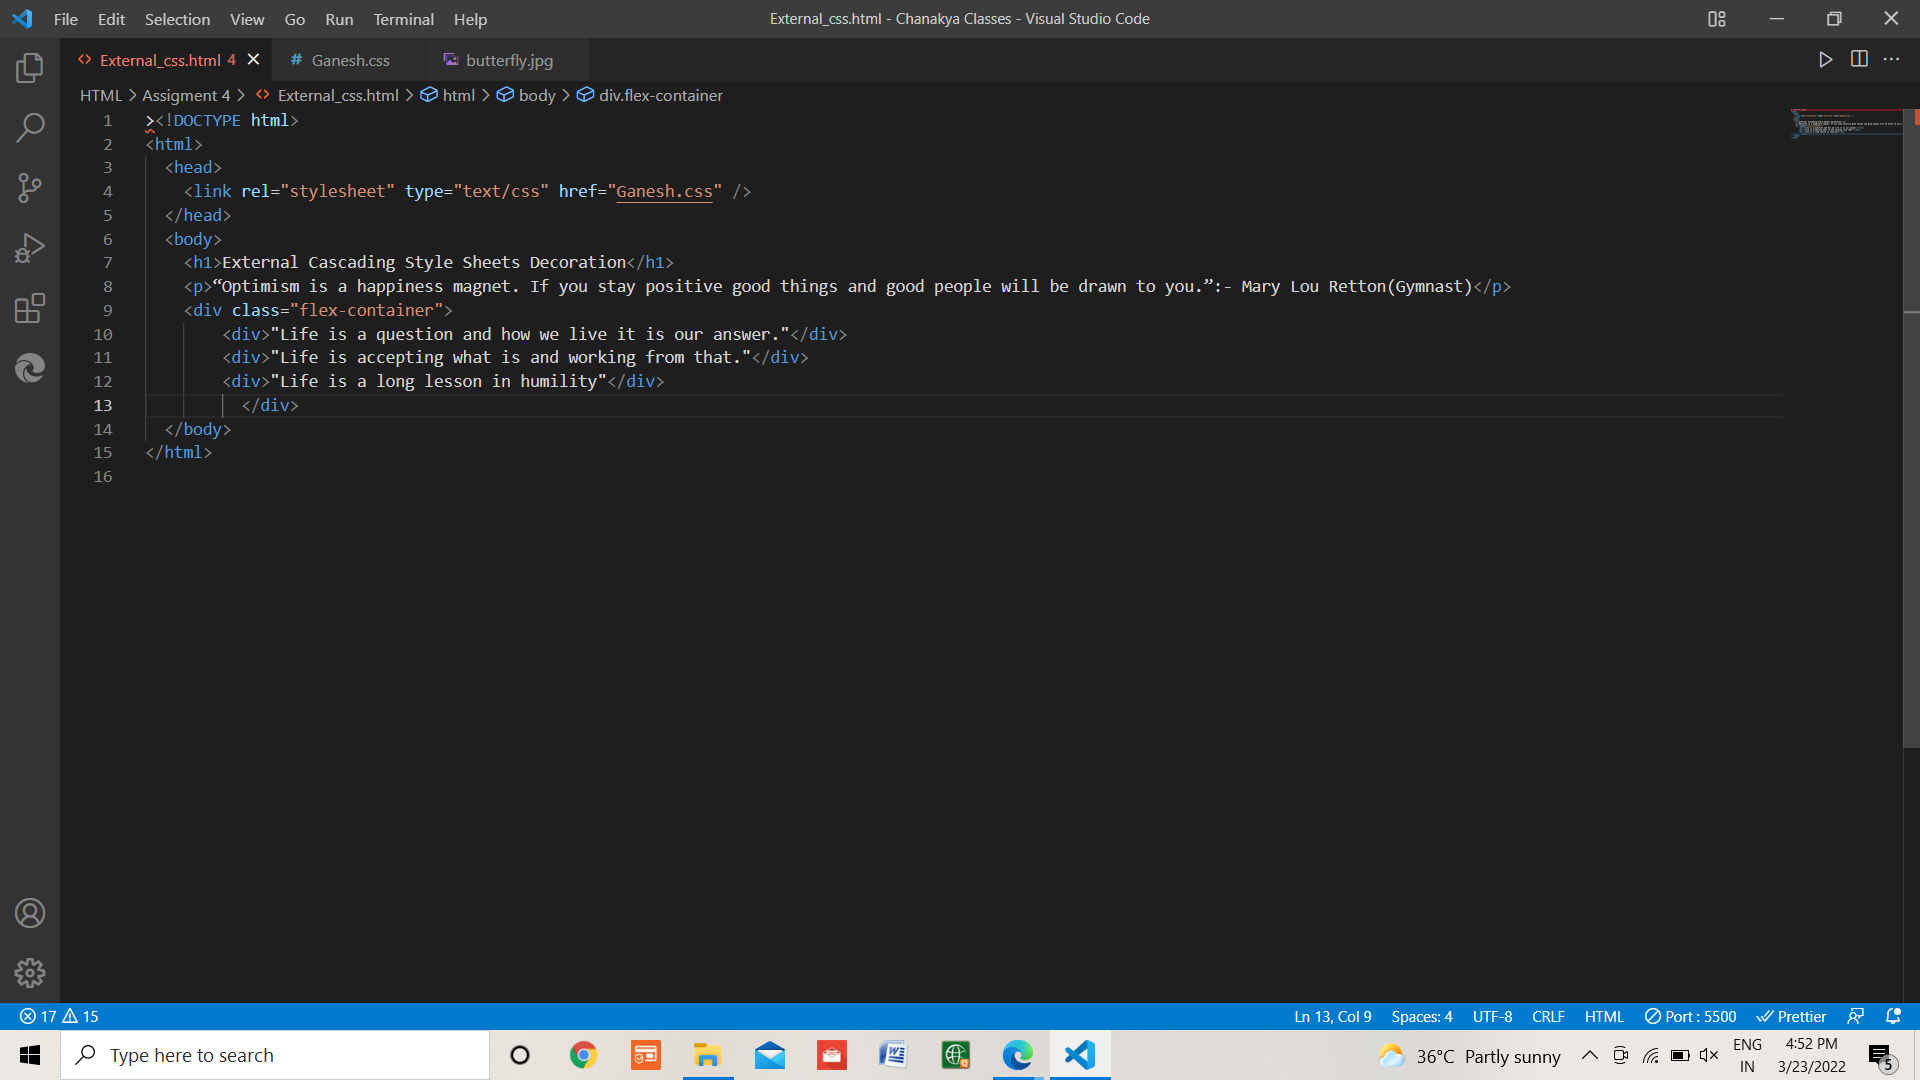 File Edit Selection View Go Run Terminal Help External_css.html - Chanakya Classes - Visual Studio Code
External_css.html 4 # Ganesh.css butterfly.jpg
HTML > Assigment 4 > External_css.html > html > body > div.flex-container
1 ><!DOCTYPE html>
2 <html>
3 <head>
4 <link rel="stylesheet" type="text/css" href="Ganesh.css" />
5 </head>
6 <body>
7 <h1>External Cascading Style Sheets Decoration</h1>
8 <p>“Optimism is a happiness magnet. If you stay positive good things and good people will be drawn to you.”:- Mary Lou Retton(Gymnast)</p>
9 <div class="flex-container">
10 <div>"Life is a question and how we live it is our answer."</div>
11 <div>"Life is accepting what is and working from that."</div>
12 <div>"Life is a long lesson in humility"</div>
13 </div>
14 </body>
15 </html>
16
17 15 Ln 13, Col 9 Spaces: 4 UTF-8 CRLF HTML Port : 5500 Prettier
Type here to search 36°C Partly sunny ENG IN 4:52 PM 3/23/2022 5